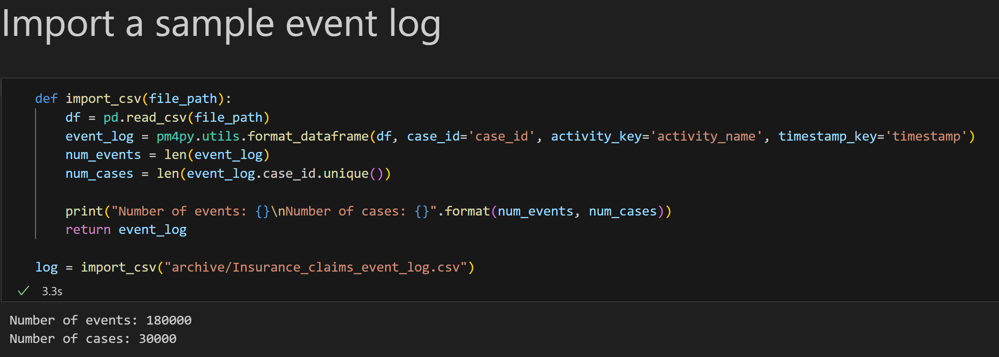 Import a sample event log
def import_csv(file_path):
    df = pd.read_csv(file_path)
    event_log = pm4py.utils.format_dataframe(df, case_id='case_id', activity_key='activity_name', timestamp_key='timestamp')
    num_events = len(event_log)
    num_cases = len(event_log.case_id.unique())
    print("Number of events: {}\nNumber of cases: {}".format(num_events, num_cases))
    return event_log
log = import_csv("archive/Insurance_claims_event_log.csv")
✓ 3.3s
Number of events: 180000
Number of cases: 30000